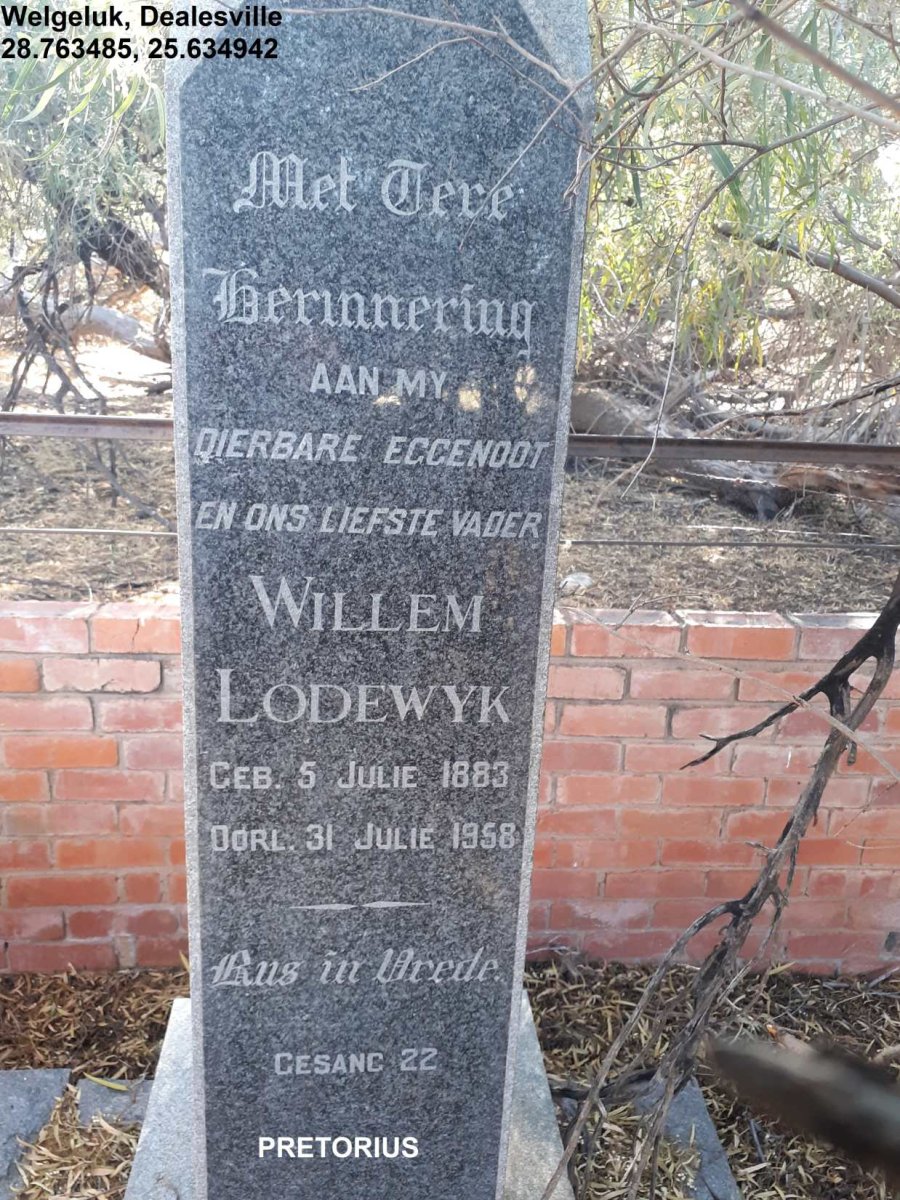 Welgeluk, Dealesville
28.763485, 25.634942
Met Tere
Herinnering
AAN MY
DIERBARE EGGENOOT
EN ONS LIEFSTE VADER
WILLEM
LODEWYK
GEB. 5 JULIE 1883
OORL. 31 JULIE 1958
Rus in Vrede.
GESANG 22
PRETORIUS